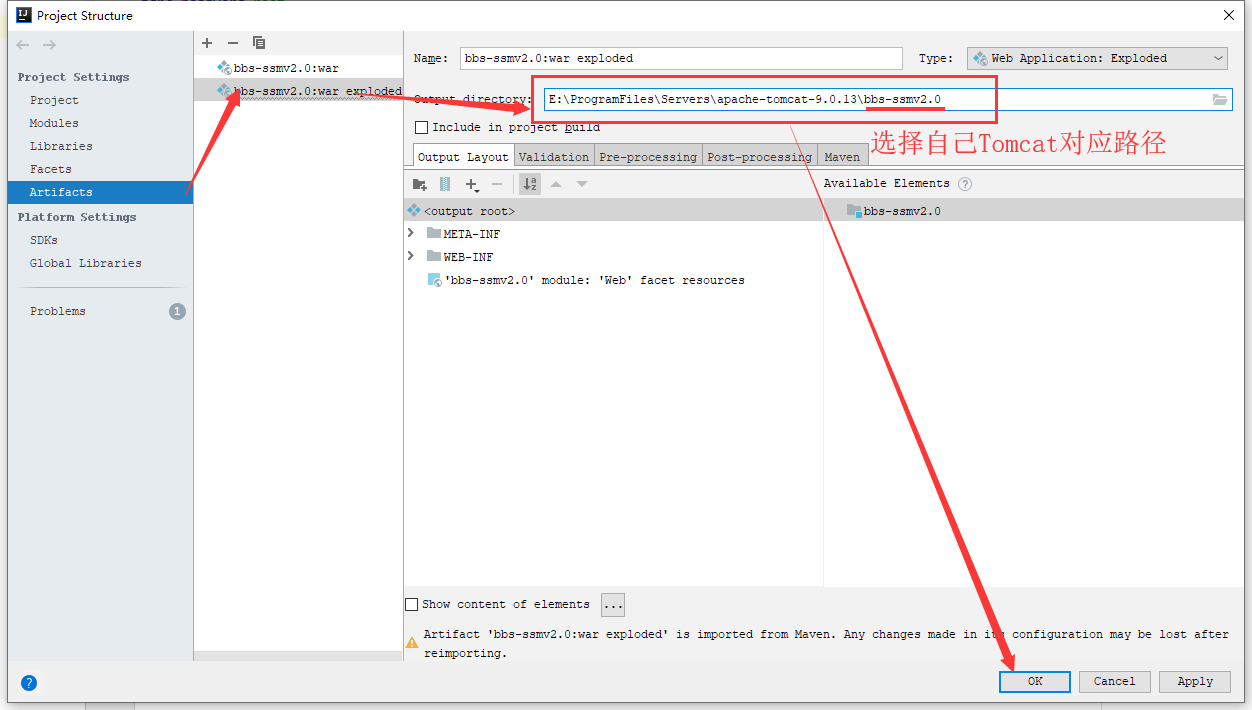 Project Structure
Project Settings
Project
Modules
Libraries
Facets
Artifacts
Platform Settings
SDKs
Global Libraries
Problems 1
bbs-ssmv2.0:war
bbs-ssmv2.0:war exploded
Name: bbs-ssmv2.0:war exploded Type: Web Application: Exploded
Output directory: E:\ProgramFiles\Servers\apache-tomcat-9.0.13\bbs-ssmv2.0
Include in project build
选择自己Tomcat对应路径
Output Layout Validation Pre-processing Post-processing Maven
Available Elements ?
<output root>
bbs-ssmv2.0
META-INF
WEB-INF
'bbs-ssmv2.0' module: 'Web' facet resources
Show content of elements ...
Artifact 'bbs-ssmv2.0:war exploded' is imported from Maven. Any changes made in its configuration may be lost after
reimporting.
? OK Cancel Apply